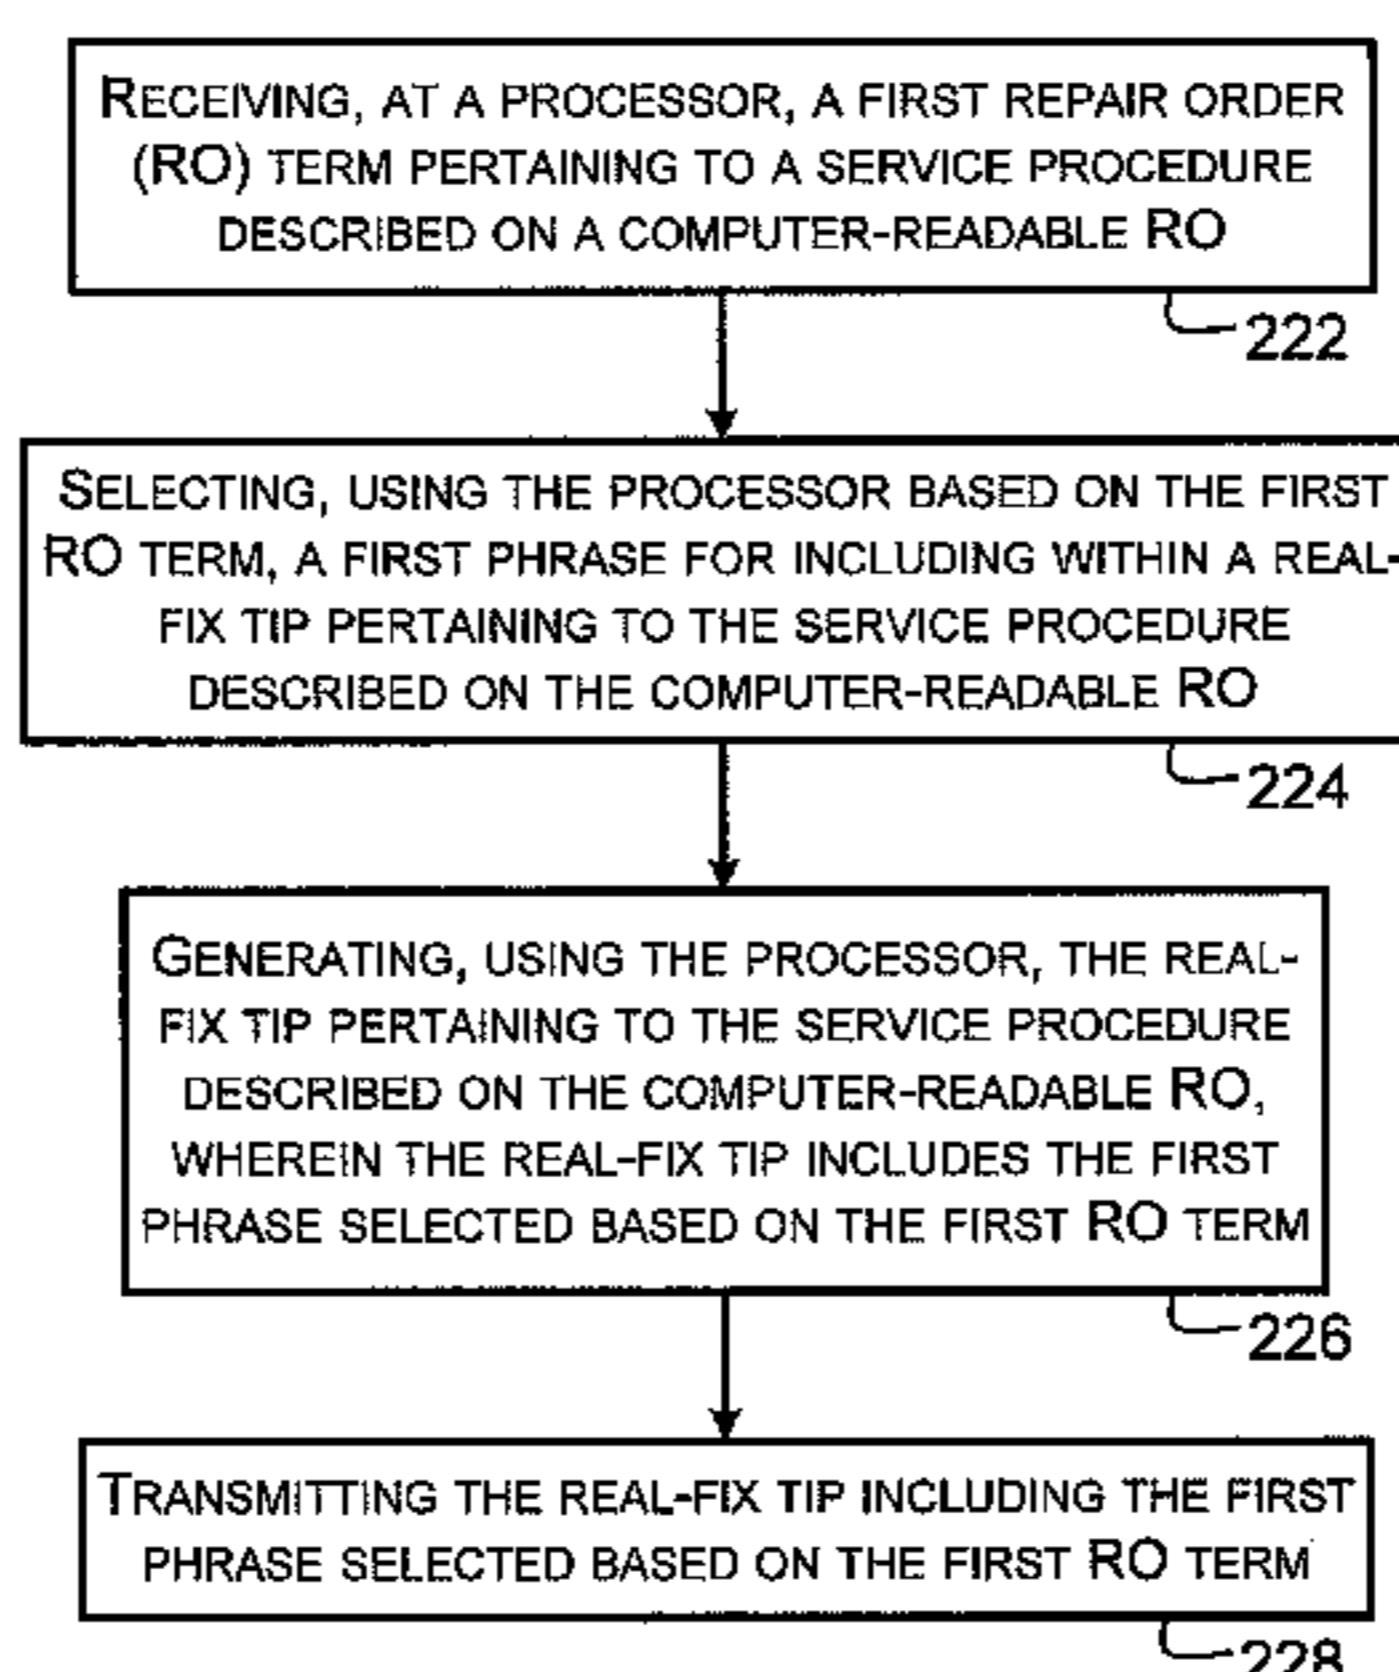 RECEIVING, AT A PROCESSOR, A FIRST REPAIR ORDER
(RO) TERM PERTAINING TO A SERVICE PROCEDURE
DESCRIBED ON A COMPUTER-READABLE RO
222
SELECTING, USING THE PROCESSOR BASED ON THE FIRST
RO TERM, A FIRST PHRASE FOR INCLUDING WITHIN A REAL-
FIX TIP PERTAINING TO THE SERVICE PROCEDURE
DESCRIBED ON THE COMPUTER-READABLE RO
224
GENERATING, USING THE PROCESSOR, THE REAL-
FIX TIP PERTAINING TO THE SERVICE PROCEDURE
DESCRIBED ON THE COMPUTER-READABLE RO,
WHEREIN THE REAL-FIX TIP INCLUDES THE FIRST
PHRASE SELECTED BASED ON THE FIRST RO TERM
226
TRANSMITTING THE REAL-FIX TIP INCLUDING THE FIRST
PHRASE SELECTED BASED ON THE FIRST RO TERM
228